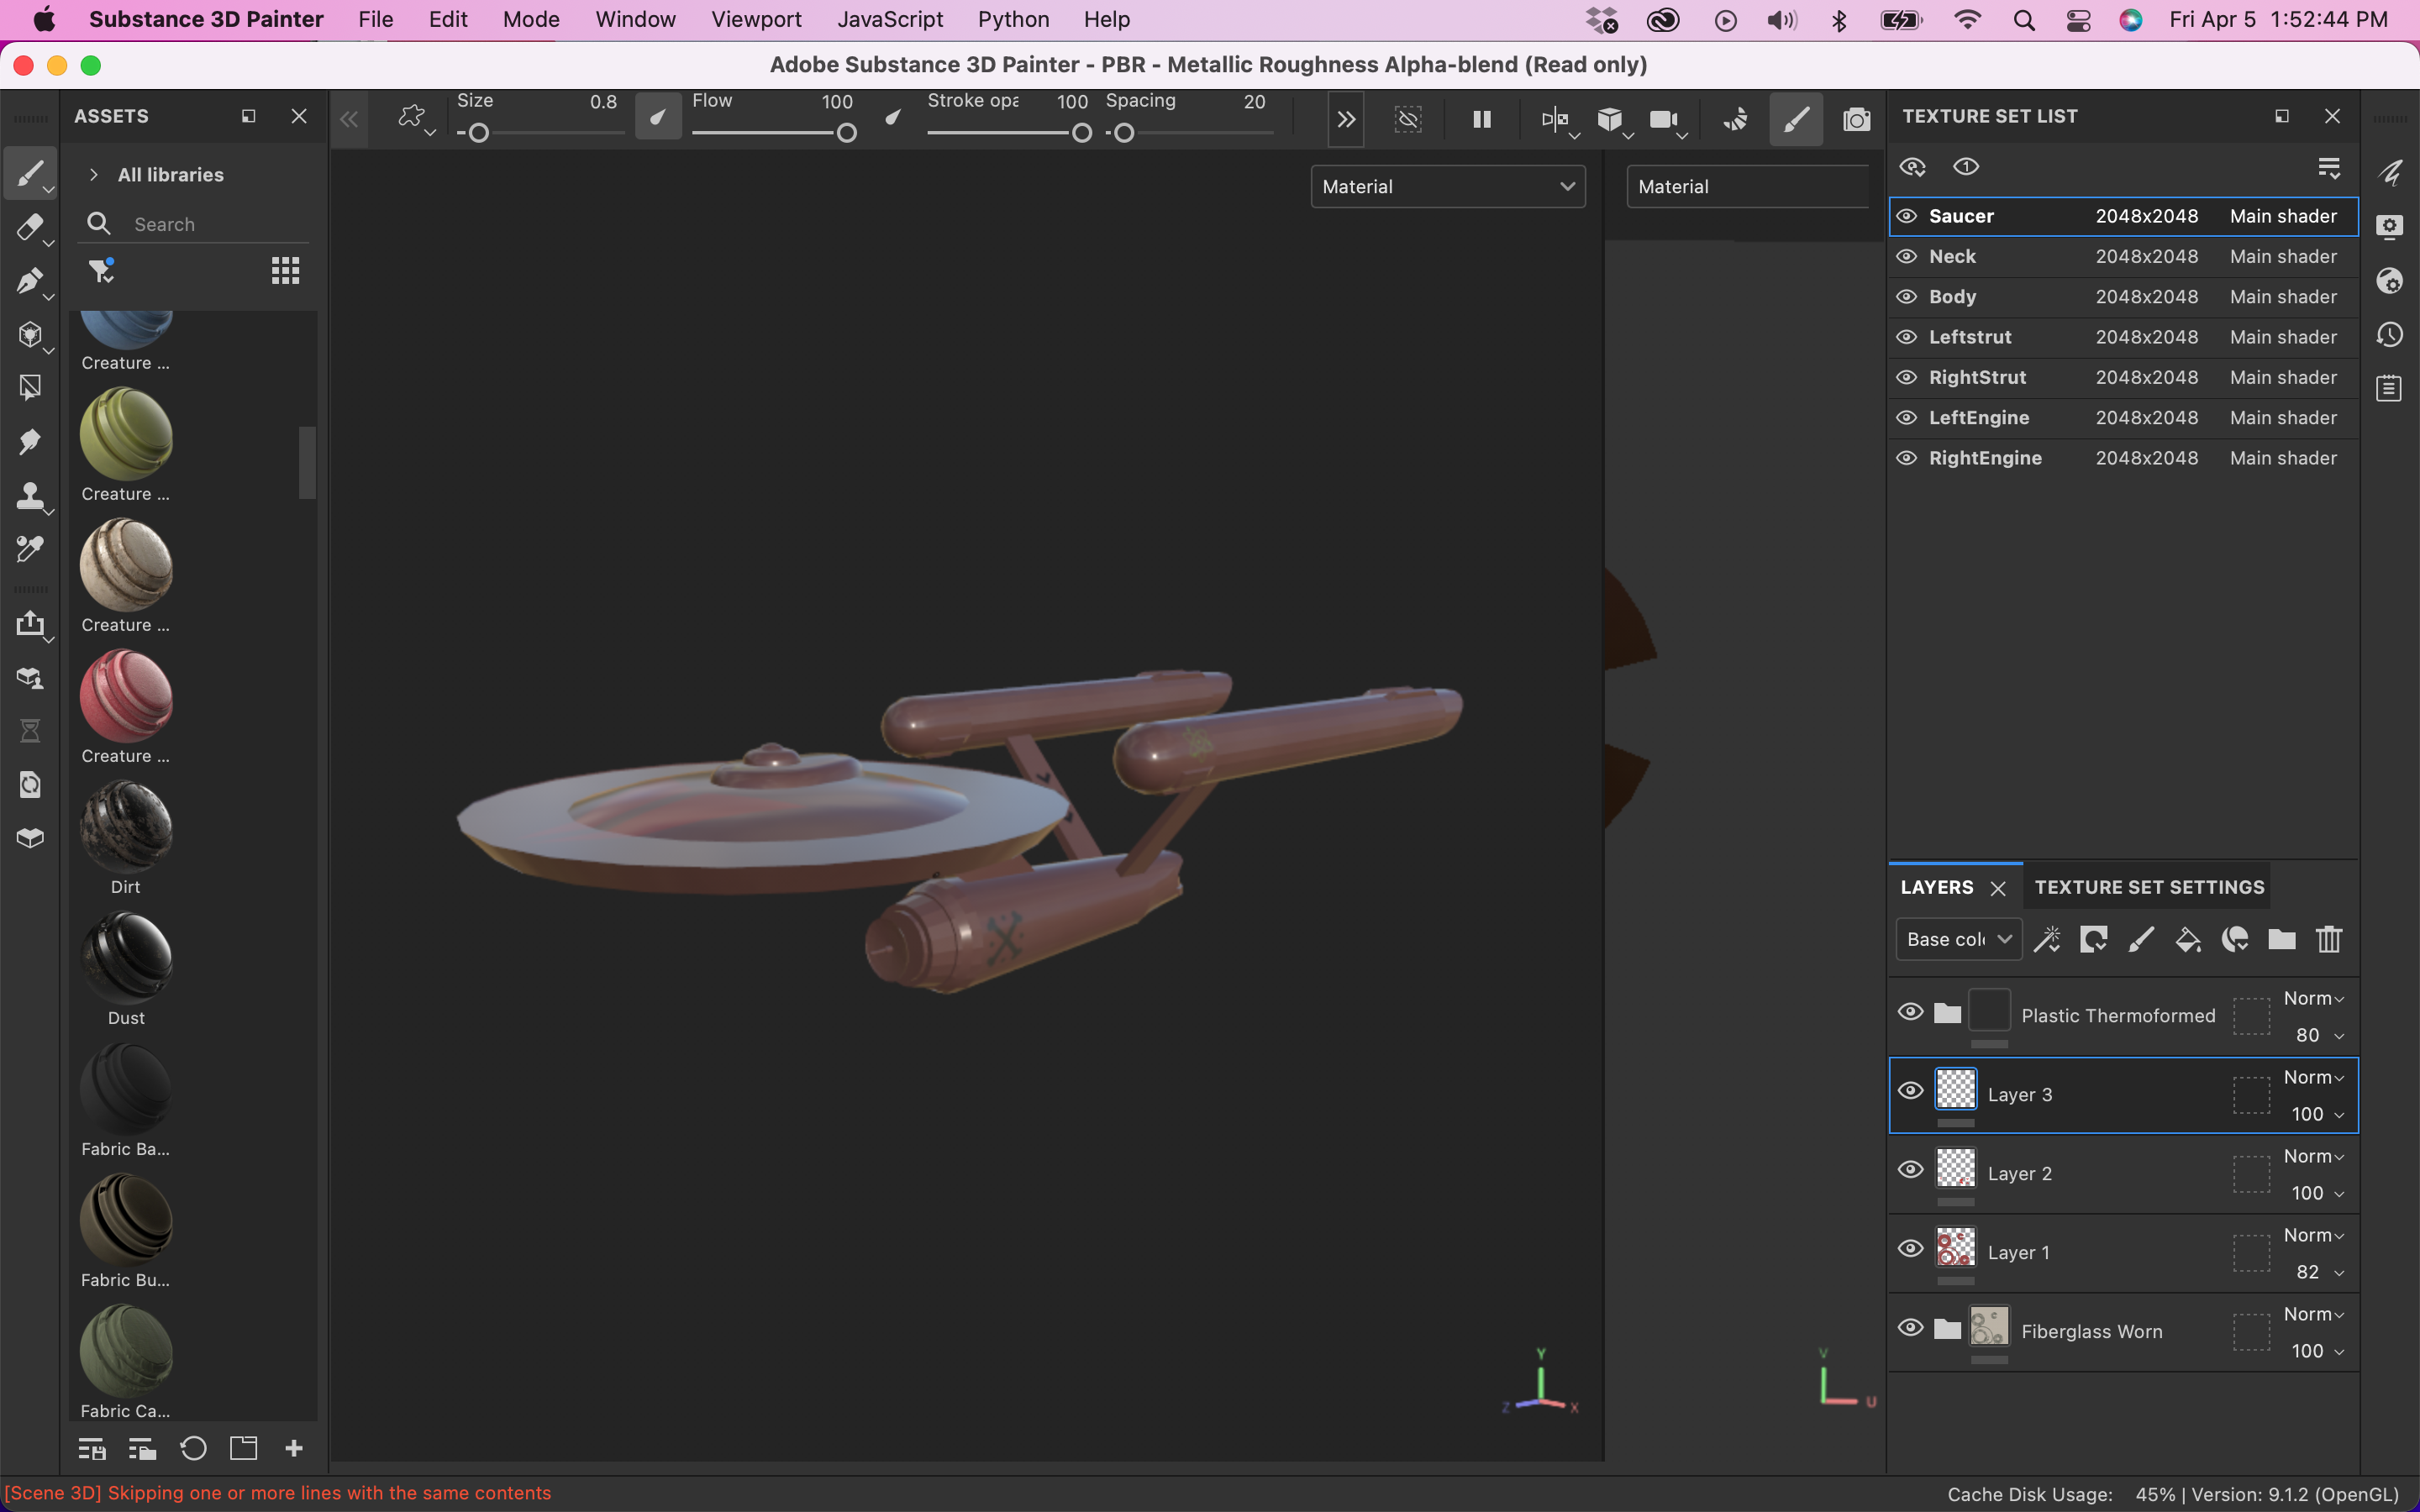 Substance 3D Painter File Edit Mode Window Viewport JavaScript Python Help Fri Apr 5 1:52:44 PM
Adobe Substance 3D Painter - PBR - Metallic Roughness Alpha-blend (Read only)
ASSETS
Size 0.8 Flow 100 Stroke opa 100 Spacing 20
TEXTURE SET LIST
All libraries
Search
Material
Material
1
Saucer 2048x2048 Main shader
Neck 2048x2048 Main shader
Body 2048x2048 Main shader
Leftstrut 2048x2048 Main shader
RightStrut 2048x2048 Main shader
LeftEngine 2048x2048 Main shader
RightEngine 2048x2048 Main shader
Creature ...
Creature ...
Creature ...
Creature ...
Dirt
Dust
Fabric Ba...
Fabric Bu...
Fabric Ca...
Y
Z
X
V
U
LAYERS TEXTURE SET SETTINGS
Base col
Plastic Thermoformed Norm
80
Layer 3 Norm
100
Layer 2 Norm
100
Layer 1 Norm
82
Fiberglass Worn Norm
100
[Scene 3D] Skipping one or more lines with the same contents
Cache Disk Usage: 45% | Version: 9.1.2 (OpenGL)